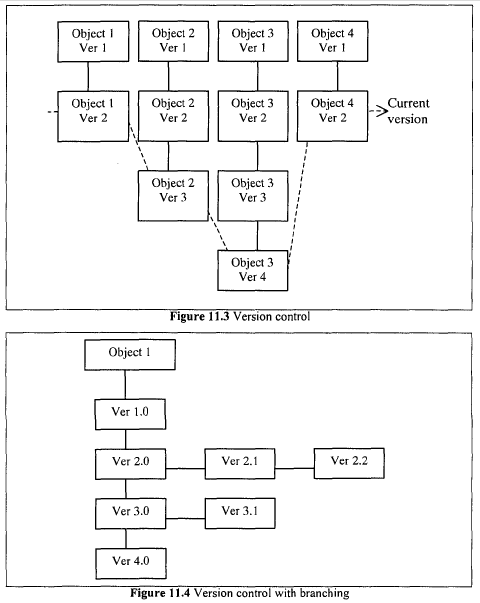 Object 1 Object 2 Object 3 Object 4
Ver 1 Ver 1 Ver 1 Ver 1
Object 1 Object 2 Object 3 Object 4 Current
Ver 2 Ver 2 Ver 2 Ver 2 version
Object 2 Object 3
Ver 3 Ver 3
Object 3
Ver 4
Figure 11.3 Version control
Object 1
Ver 1.0
Ver 2.0 Ver 2.1 Ver 2.2
Ver 3.0 Ver 3.1
Ver 4.0
Figure 11.4 Version control with branching